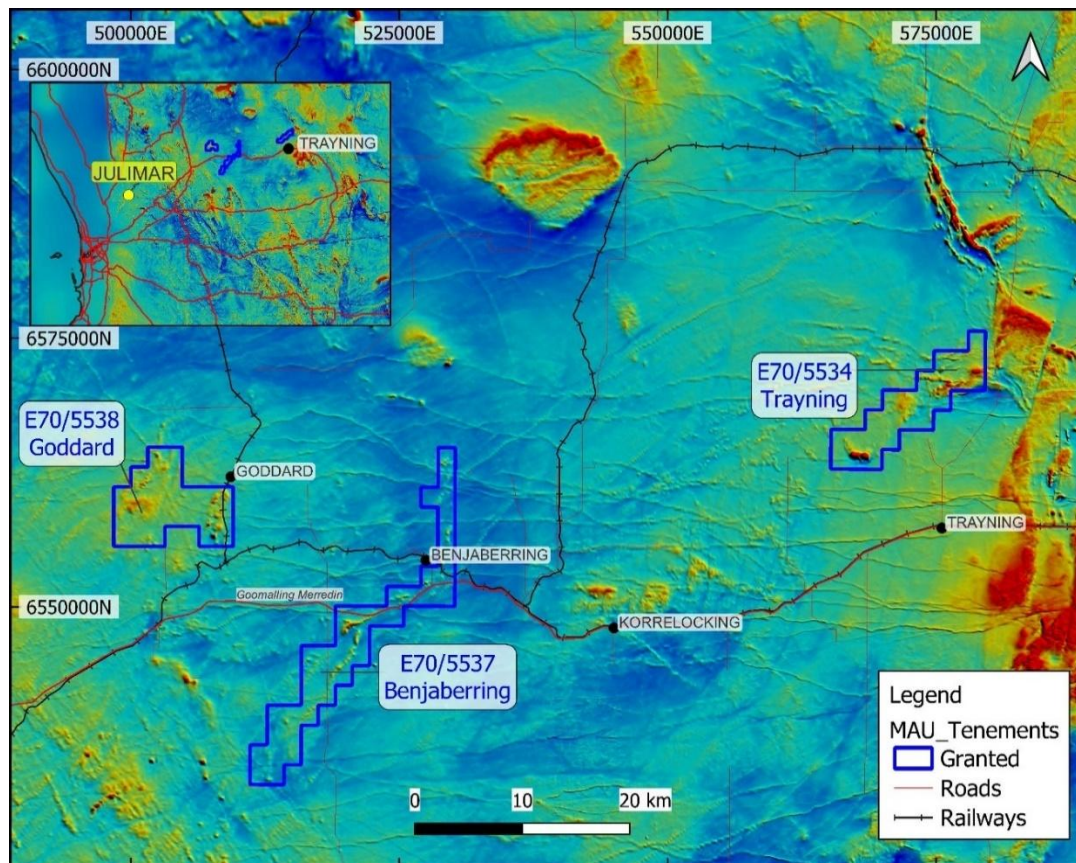 500000E
525000E
550000E
575000E
6600000N
TRAYNING
JULIMAR
6575000N
E70/5534
Trayning
E70/5538
Goddard
GODDARD
TRAYNING
BENJABERRING
Goomalling Merredin
6550000N
KORRELOCKING
E70/5537
Benjaberring
Legend
MAU_Tenements
Granted
Roads
Railways
0 10 20 km